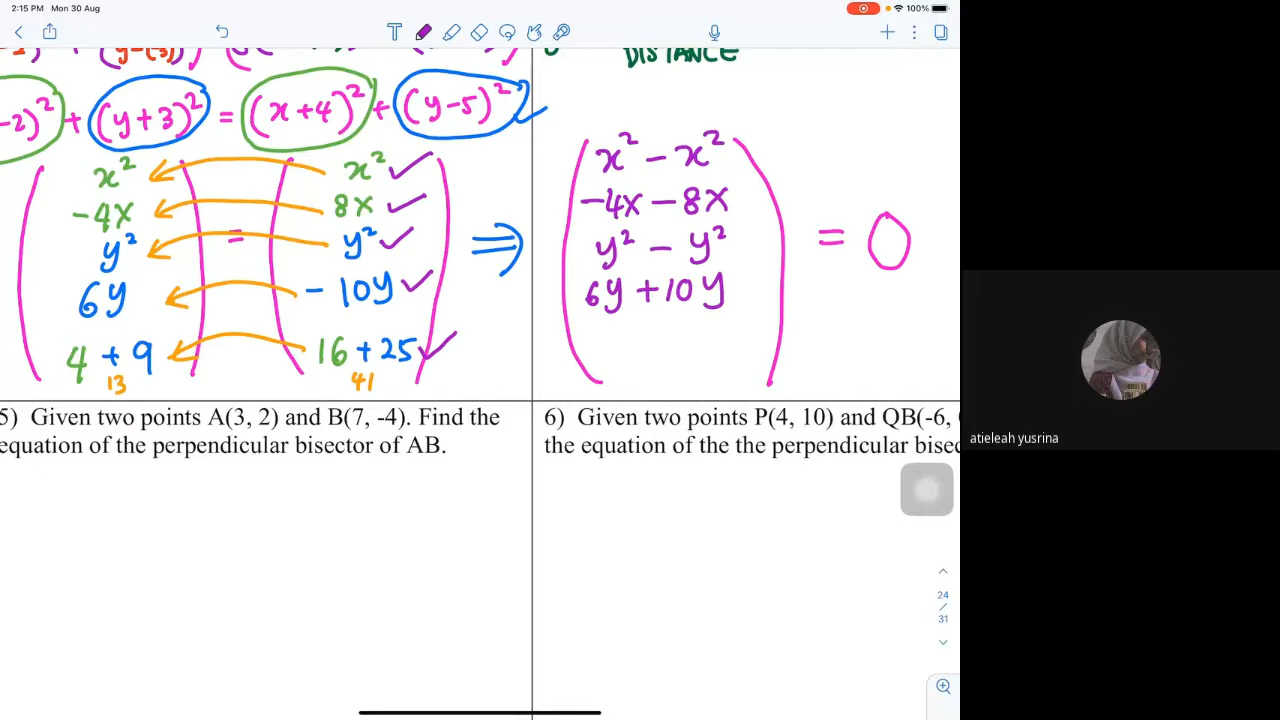 2:15 PM Mon 30 Aug
100%
DISTANCE
-2)² + (y+3)² = (x+4)² + (y-5)²
x² = x²
-4x 8x
y² y²
6y - 10y
4 + 9 16 + 25
13 41
⇒
x² - x²
-4x - 8x
y² - y² = 0
6y + 10y
5) Given two points A(3, 2) and B(7, -4). Find the
equation of the perpendicular bisector of AB.
6) Given two points P(4, 10) and QB(-6,
the equation of the the perpendicular bisec
atieleah yusrina
24
/
31